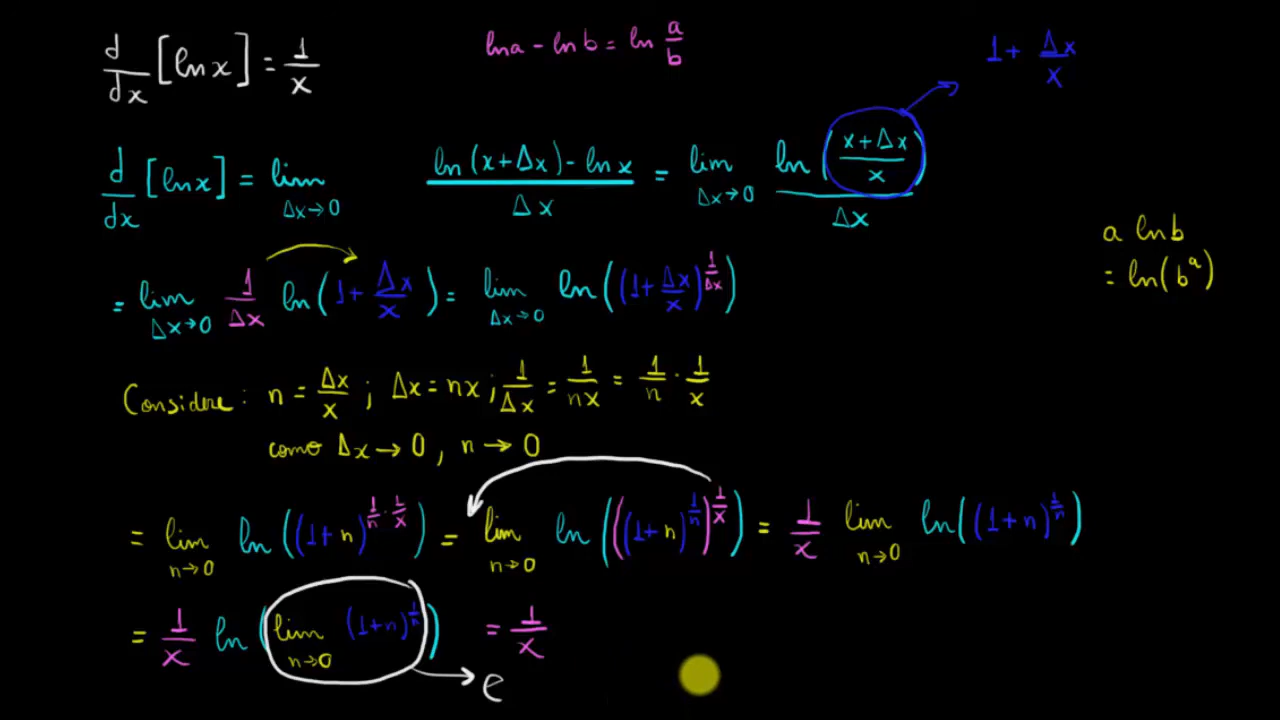 d/dx [ln x] = 1/x
ln a - ln b = ln a/b
1 + Δx/x
d/dx [ln x] = lim Δx→0 (ln(x+Δx) - ln x)/Δx = lim Δx→0 ln((x+Δx)/x)/Δx
a ln b
= ln(b^a)
= lim Δx→0 1/Δx ln(1 + Δx/x) = lim Δx→0 ln((1 + Δx/x)^(1/Δx))
Considere: n = Δx/x ; Δx = nx ; 1/Δx = 1/nx = 1/n · 1/x
como Δx → 0, n → 0
= lim n→0 ln((1+n)^(1/n · 1/x)) = lim n→0 ln(((1+n)^(1/n))^(1/x)) = 1/x lim n→0 ln((1+n)^(1/n))
= 1/x ln(lim n→0 (1+n)^(1/n)) = 1/x
e